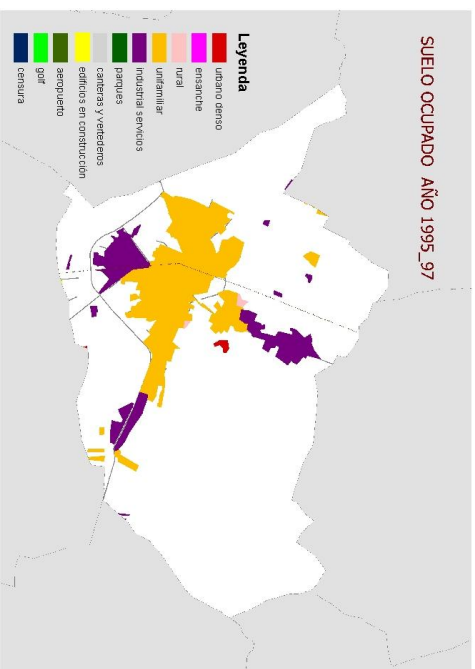 SUELO OCUPADO AÑO 1995_97
Leyenda
urbano denso
ensanche
rural
unifamiliar
industrial servicios
parques
canteras y vertederos
edificios en construcción
aeropuerto
golf
censura